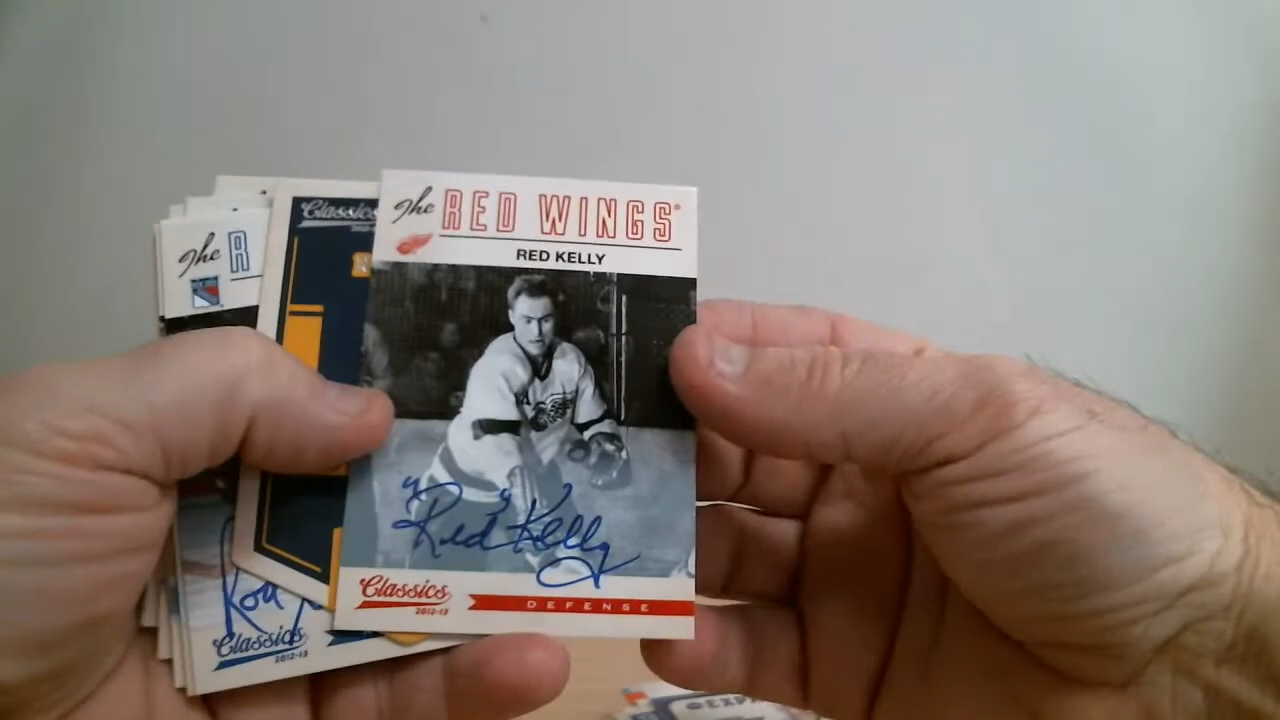 The RED WINGS
RED KELLY
"Red" Kelly
Classics
2012-13
DEFENSE
The R
Classics
Classics
2012-13